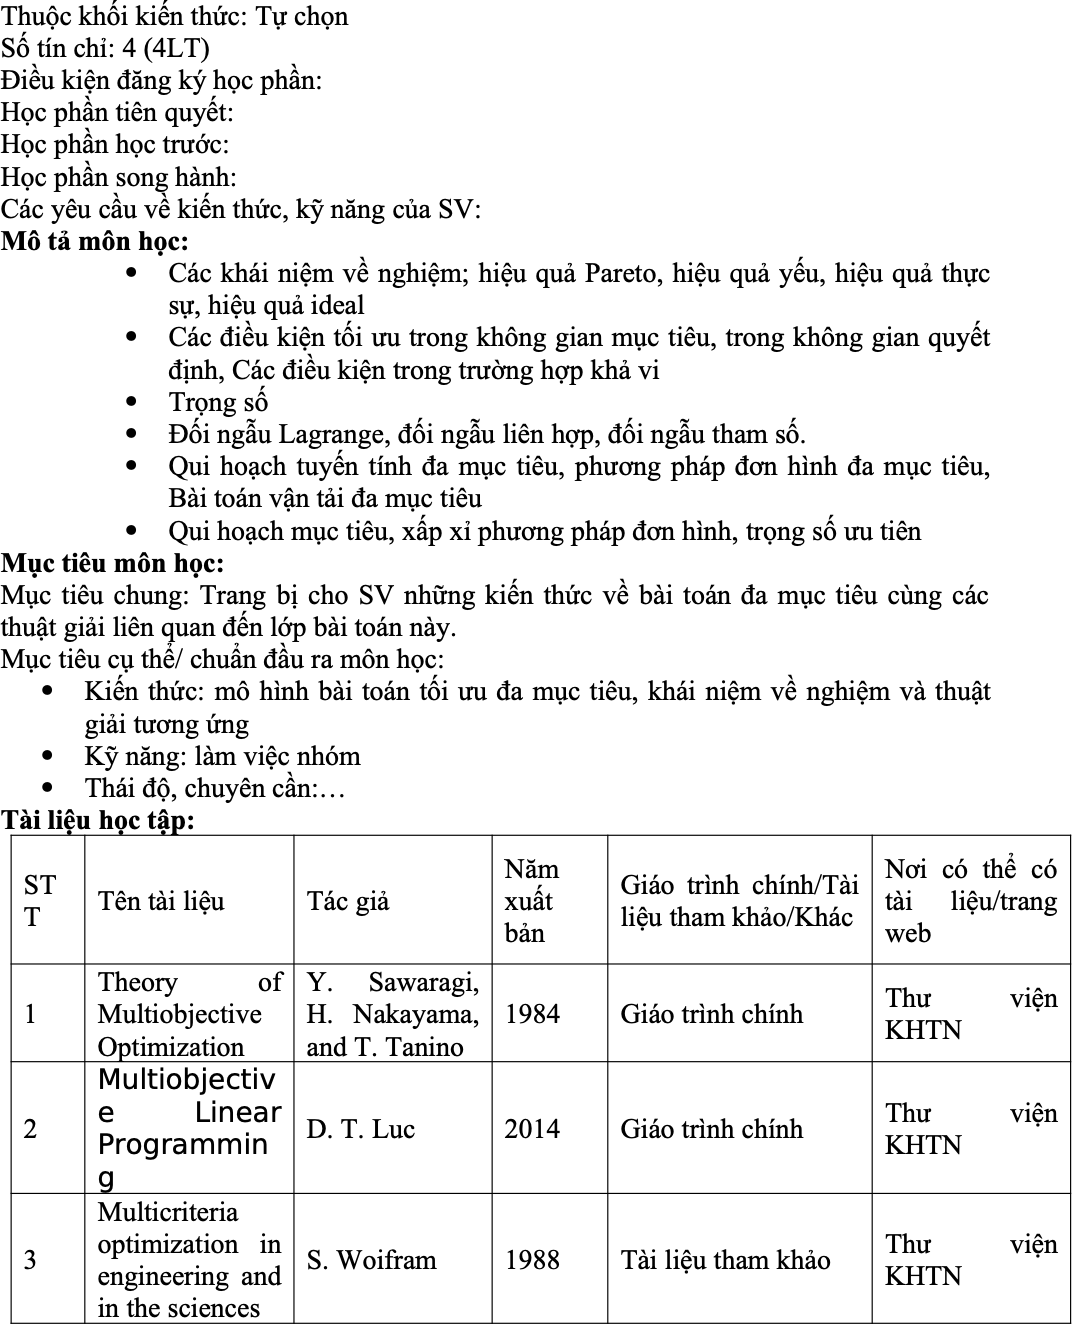 Thuộc khối kiến thức: Tự chọn
Số tín chỉ: 4 (4LT)
Điều kiện đăng ký học phần:
Học phần tiên quyết:
Học phần học trước:
Học phần song hành:
Các yêu cầu về kiến thức, kỹ năng của SV:
Mô tả môn học:
• Các khái niệm về nghiệm; hiệu quả Pareto, hiệu quả yếu, hiệu quả thực
sự, hiệu quả ideal
• Các điều kiện tối ưu trong không gian mục tiêu, trong không gian quyết
định, Các điều kiện trong trường hợp khả vi
• Trọng số
• Đối ngẫu Lagrange, đối ngẫu liên hợp, đối ngẫu tham số.
• Qui hoạch tuyến tính đa mục tiêu, phương pháp đơn hình đa mục tiêu,
Bài toán vận tải đa mục tiêu
• Qui hoạch mục tiêu, xấp xỉ phương pháp đơn hình, trọng số ưu tiên
Mục tiêu môn học:
Mục tiêu chung: Trang bị cho SV những kiến thức về bài toán đa mục tiêu cùng các
thuật giải liên quan đến lớp bài toán này.
Mục tiêu cụ thể/ chuẩn đầu ra môn học:
• Kiến thức: mô hình bài toán tối ưu đa mục tiêu, khái niệm về nghiệm và thuật
giải tương ứng
• Kỹ năng: làm việc nhóm
• Thái độ, chuyên cần:…
Tài liệu học tập:
ST
T
Tên tài liệu
Tác giả
Năm
xuất
bản
Giáo trình chính/Tài
liệu tham khảo/Khác
Nơi có thể có
tài liệu/trang
web
1
Theory of
Multiobjective
Optimization
Y. Sawaragi,
H. Nakayama,
and T. Tanino
1984
Giáo trình chính
Thư viện
KHTN
2
Multiobjectiv
e Linear
Programmin
g
D. T. Luc
2014
Giáo trình chính
Thư viện
KHTN
3
Multicriteria
optimization in
engineering and
in the sciences
S. Woifram
1988
Tài liệu tham khảo
Thư viện
KHTN